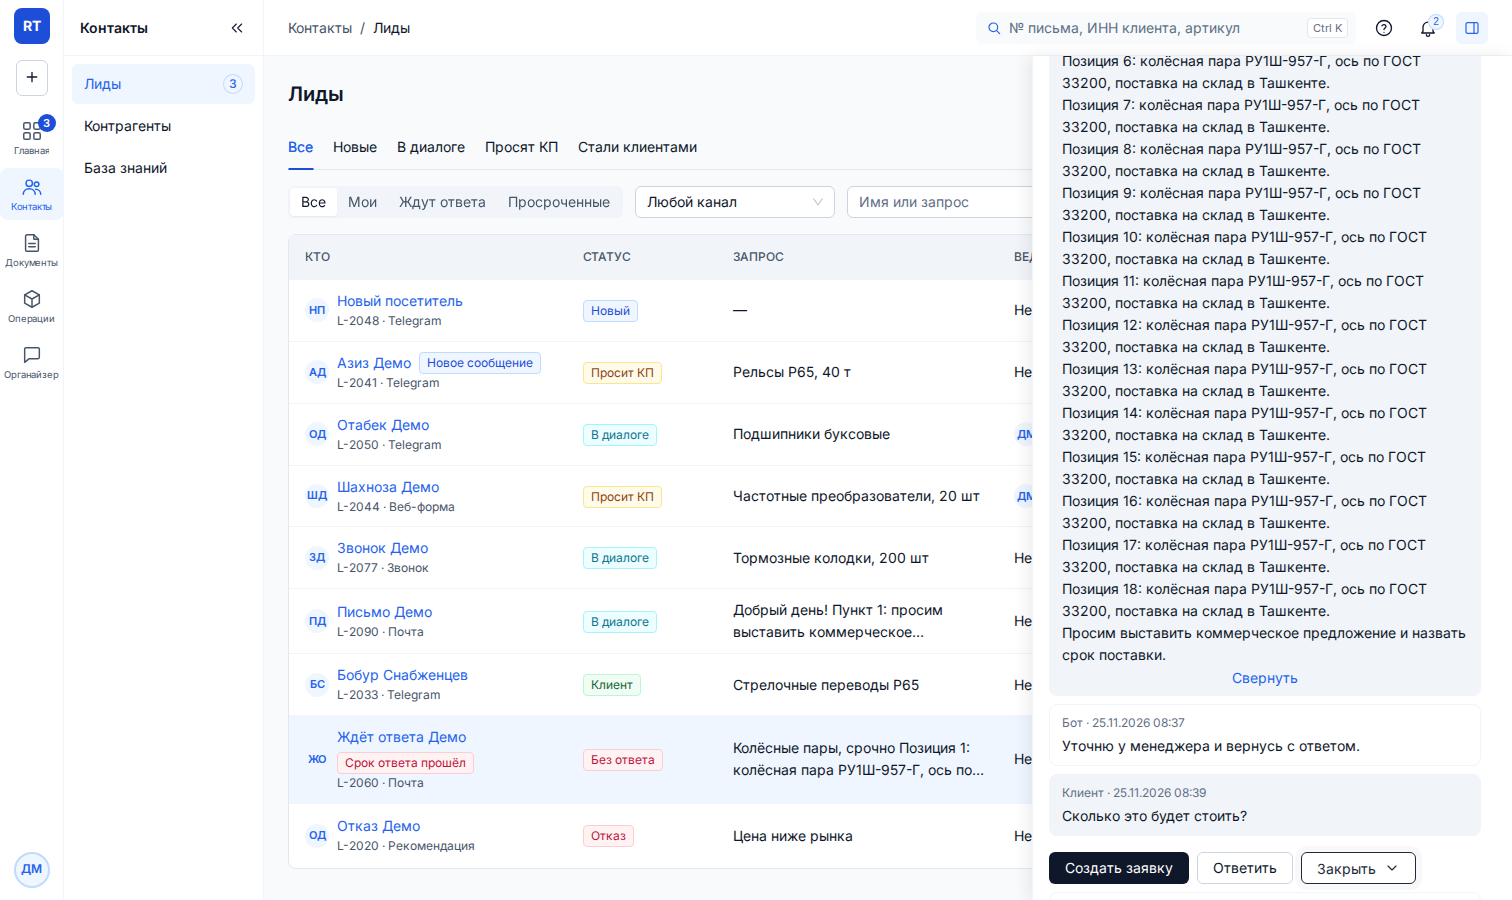 RT
Контакты
Контакты / Лиды
№ письма, ИНН клиента, артикул
Ctrl K
2
3
Главная
Контакты
Документы
Операции
Органайзер
ДМ
Лиды
3
Контрагенты
База знаний
Лиды
Все
Новые
В диалоге
Просят КП
Стали клиентами
Все
Мои
Ждут ответа
Просроченные
Любой канал
Имя или запрос
КТО
СТАТУС
ЗАПРОС
ВЕД
НП
Новый посетитель
L-2048 · Telegram
Новый
—
Не
АД
Азиз Демо
Новое сообщение
L-2041 · Telegram
Просит КП
Рельсы Р65, 40 т
Не
ОД
Отабек Демо
L-2050 · Telegram
В диалоге
Подшипники буксовые
ДМ
ШД
Шахноза Демо
L-2044 · Веб-форма
Просит КП
Частотные преобразователи, 20 шт
ДМ
ЗД
Звонок Демо
L-2077 · Звонок
В диалоге
Тормозные колодки, 200 шт
Не
ПД
Письмо Демо
L-2090 · Почта
В диалоге
Добрый день! Пункт 1: просим
выставить коммерческое...
Не
БС
Бобур Снабженцев
L-2033 · Telegram
Клиент
Стрелочные переводы Р65
Не
ЖО
Ждёт ответа Демо
Срок ответа прошёл
L-2060 · Почта
Без ответа
Колёсные пары, срочно Позиция 1:
колёсная пара РУ1Ш-957-Г, ось по...
Не
ОД
Отказ Демо
L-2020 · Рекомендация
Отказ
Цена ниже рынка
Не
Позиция 6: колёсная пара РУ1Ш-957-Г, ось по ГОСТ
33200, поставка на склад в Ташкенте.
Позиция 7: колёсная пара РУ1Ш-957-Г, ось по ГОСТ
33200, поставка на склад в Ташкенте.
Позиция 8: колёсная пара РУ1Ш-957-Г, ось по ГОСТ
33200, поставка на склад в Ташкенте.
Позиция 9: колёсная пара РУ1Ш-957-Г, ось по ГОСТ
33200, поставка на склад в Ташкенте.
Позиция 10: колёсная пара РУ1Ш-957-Г, ось по ГОСТ
33200, поставка на склад в Ташкенте.
Позиция 11: колёсная пара РУ1Ш-957-Г, ось по ГОСТ
33200, поставка на склад в Ташкенте.
Позиция 12: колёсная пара РУ1Ш-957-Г, ось по ГОСТ
33200, поставка на склад в Ташкенте.
Позиция 13: колёсная пара РУ1Ш-957-Г, ось по ГОСТ
33200, поставка на склад в Ташкенте.
Позиция 14: колёсная пара РУ1Ш-957-Г, ось по ГОСТ
33200, поставка на склад в Ташкенте.
Позиция 15: колёсная пара РУ1Ш-957-Г, ось по ГОСТ
33200, поставка на склад в Ташкенте.
Позиция 16: колёсная пара РУ1Ш-957-Г, ось по ГОСТ
33200, поставка на склад в Ташкенте.
Позиция 17: колёсная пара РУ1Ш-957-Г, ось по ГОСТ
33200, поставка на склад в Ташкенте.
Позиция 18: колёсная пара РУ1Ш-957-Г, ось по ГОСТ
33200, поставка на склад в Ташкенте.
Просим выставить коммерческое предложение и назвать
срок поставки.
Свернуть
Бот · 25.11.2026 08:37
Уточню у менеджера и вернусь с ответом.
Клиент · 25.11.2026 08:39
Сколько это будет стоить?
Создать заявку
Ответить
Закрыть